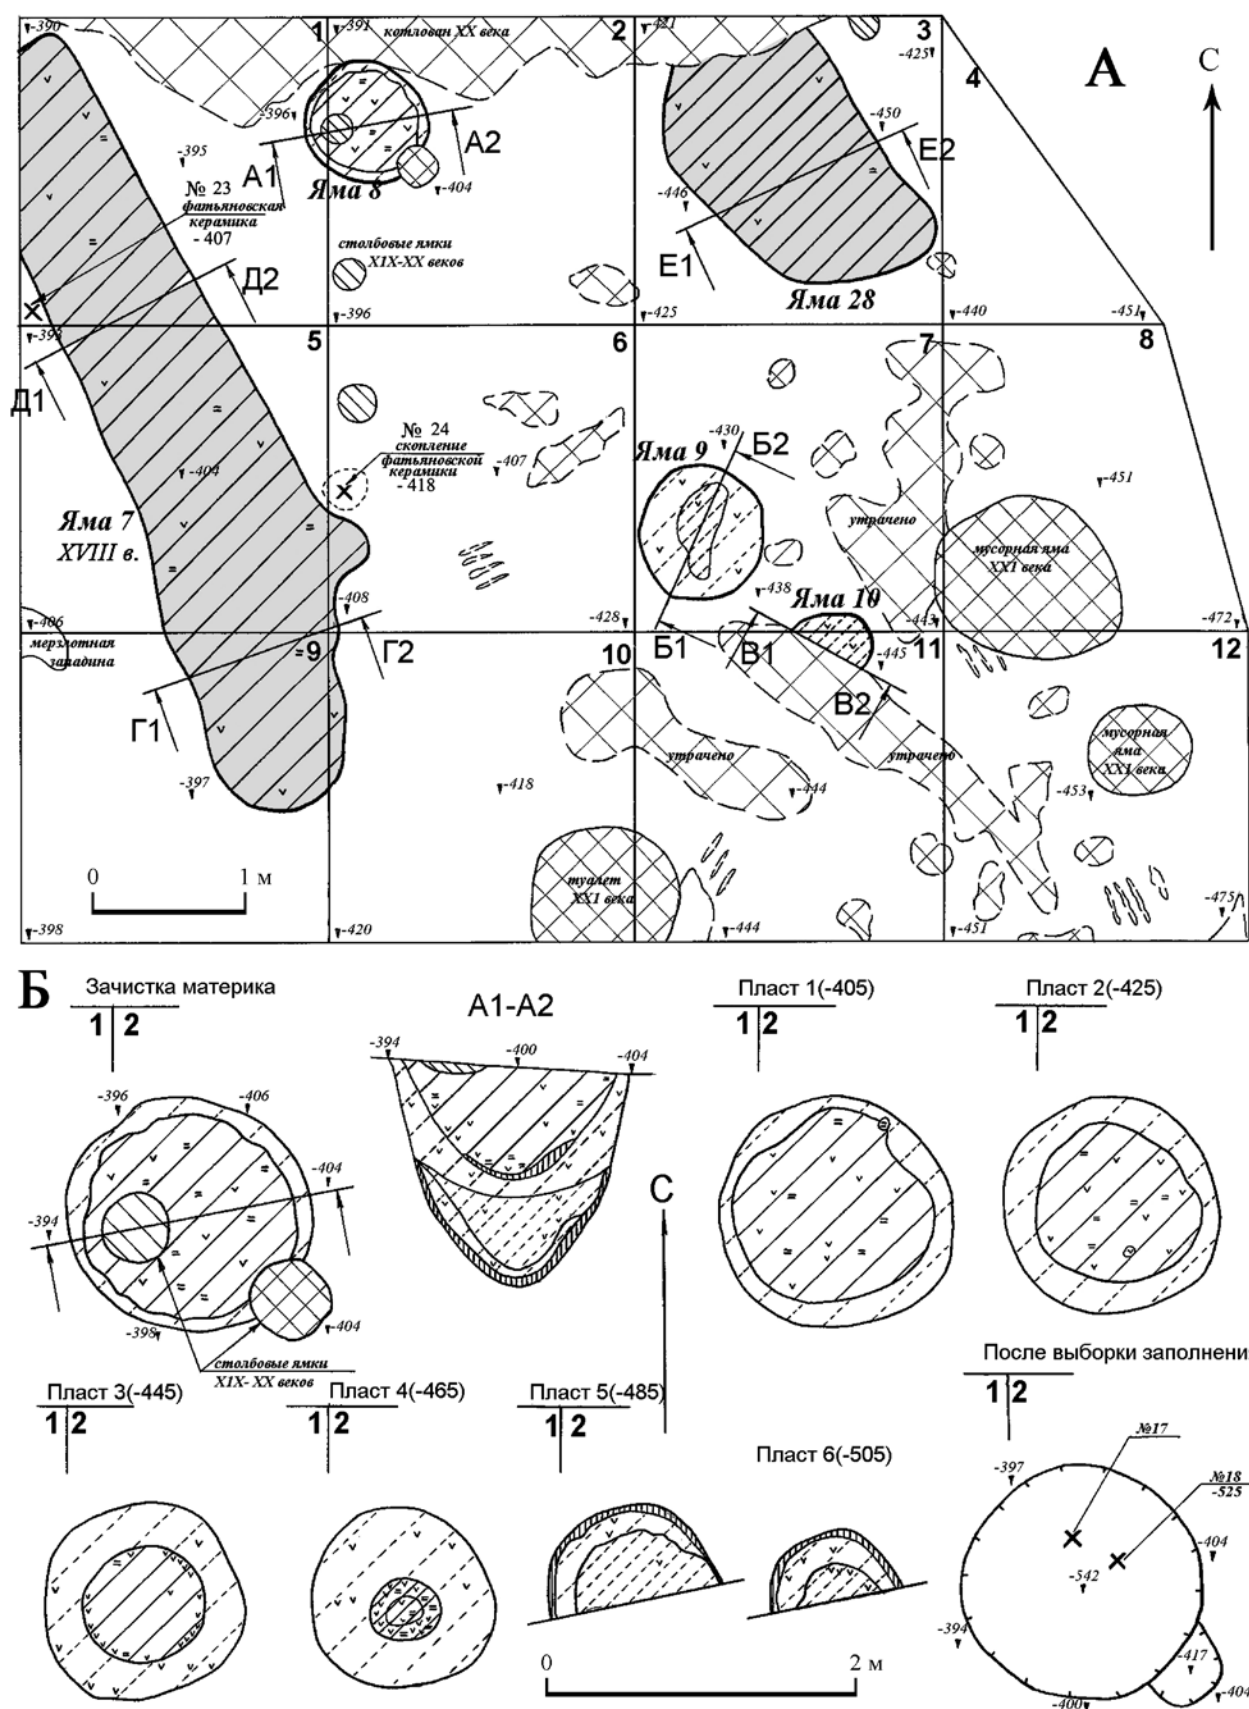 -390
1
-391
котлован XX века
2
-421
3
-425
4
А
С
-396
А1
А2
Яма 8
-404
-395
№ 23
фатьяновская
керамика
- 407
столбовые ямки
X1X-XX веков
Д2
-450
Е2
-446
Е1
Яма 28
-393
5
-396
6
-425
7
-440
-451
8
Д1
№ 24
скопление
фатьяновской
керамики
- 418
-407
-404
-430
Б2
Яма 9
-451
утрачено
мусорная яма
XX1 века
Яма 7
XVIII в.
-408
-438
Яма 10
-406
мерзлотная
западина
9
Г2
-428
10
Б1
В1
-443
11
-445
-472
12
Г1
В2
-397
-418
утрачено
-444
утрачено
мусорная
яма
XX1 века
-453
0
1 м
туалет
XX1 века
-398
-420
-444
-451
-475
Б
Зачистка материка
1 2
А1-А2
-394
-400
-404
Пласт 1(-405)
1 2
Пласт 2(-425)
1 2
-396
-406
-404
-394
-398
-404
столбовые ямки
X1X- XX веков
С
Пласт 3(-445)
1 2
Пласт 4(-465)
1 2
Пласт 5(-485)
1 2
Пласт 6(-505)
После выборки заполнения
1 2
№17
№18
-525
-397
-404
-542
-394
-417
-400
-404
0
2 м